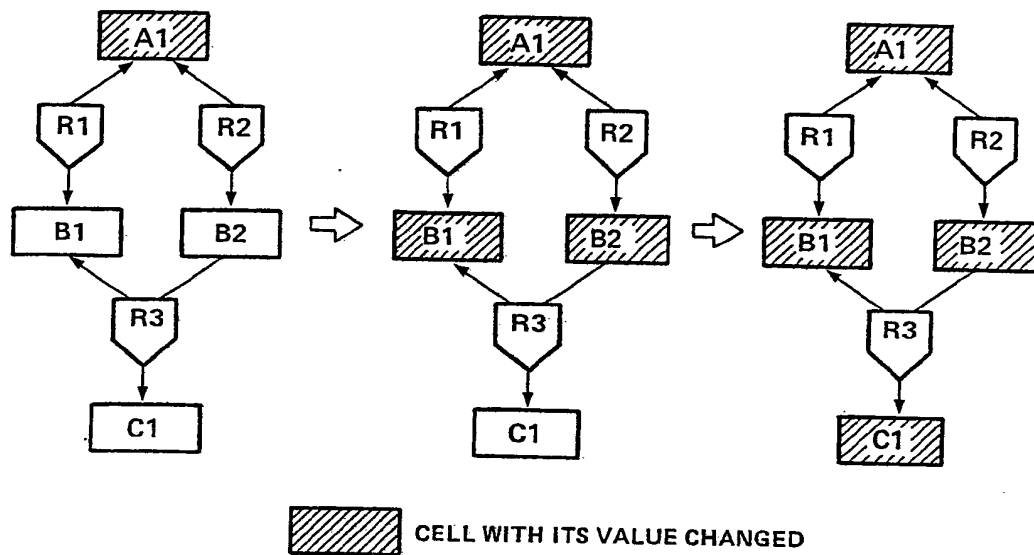 A1
R1
R2
B1
B2
R3
C1
A1
R1
R2
B1
B2
R3
C1
A1
R1
R2
B1
B2
R3
C1
CELL WITH ITS VALUE CHANGED